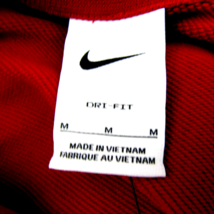 DRI-FIT
M M M
MADE IN VIETNAM
FABRIQUE AU VIETNAM